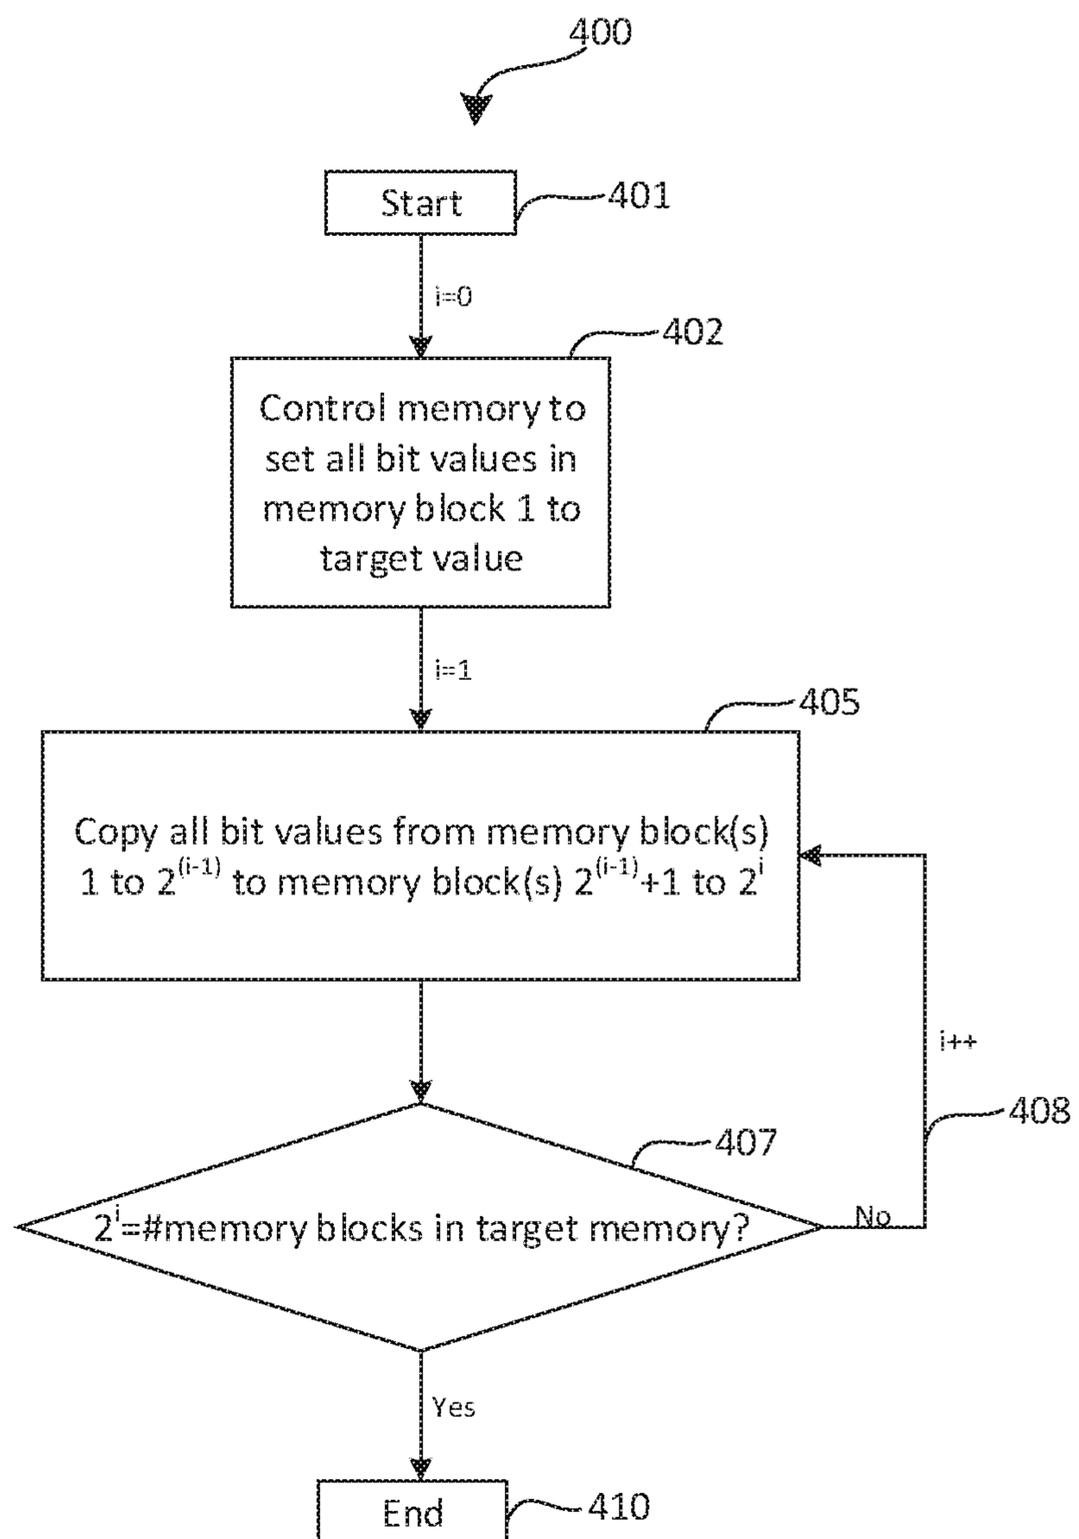 400
Start
401
i=0
402
Control memory to
set all bit values in
memory block 1 to
target value
i=1
405
Copy all bit values from memory block(s)
1 to 2^(i-1) to memory block(s) 2^(i-1)+1 to 2^i
i++
408
407
2^i=#memory blocks in target memory?
No
Yes
End
410